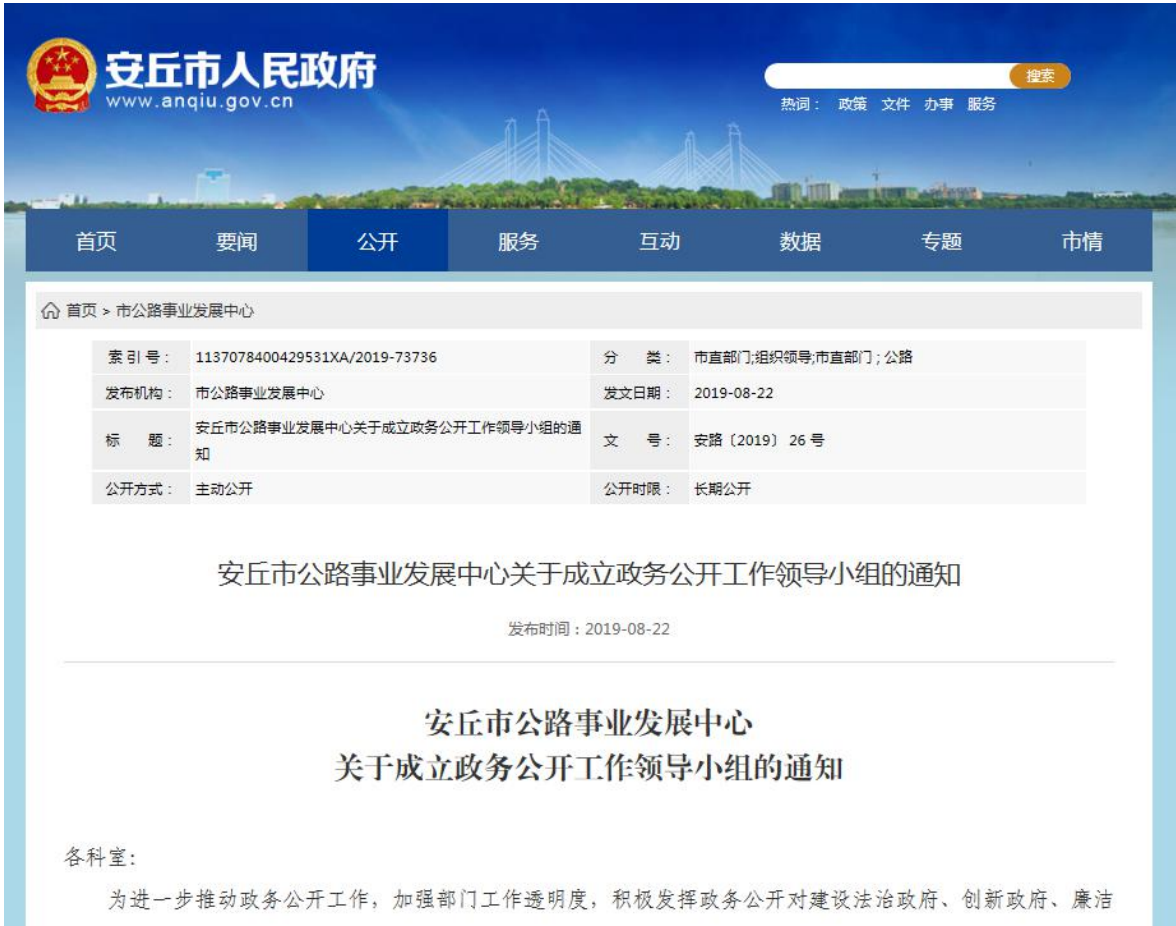 安丘市人民政府
www.anqiu.gov.cn
搜索
热词： 政策 文件 办事 服务
首页 要闻 公开 服务 互动 数据 专题 市情
首页 > 市公路事业发展中心
索 引 号： 1137078400429531XA/2019-73736 分 类： 市直部门;组织领导;市直部门 ; 公路
发布机构： 市公路事业发展中心 发文日期： 2019-08-22
标 题： 安丘市公路事业发展中心关于成立政务公开工作领导小组的通
知
文 号： 安路〔2019〕 26 号
公开方式： 主动公开 公开时限： 长期公开
安丘市公路事业发展中心关于成立政务公开工作领导小组的通知
发布时间：2019-08-22
安丘市公路事业发展中心
关于成立政务公开工作领导小组的通知
各科室：
为进一步推动政务公开工作，加强部门工作透明度，积极发挥政务公开对建设法治政府、创新政府、廉洁